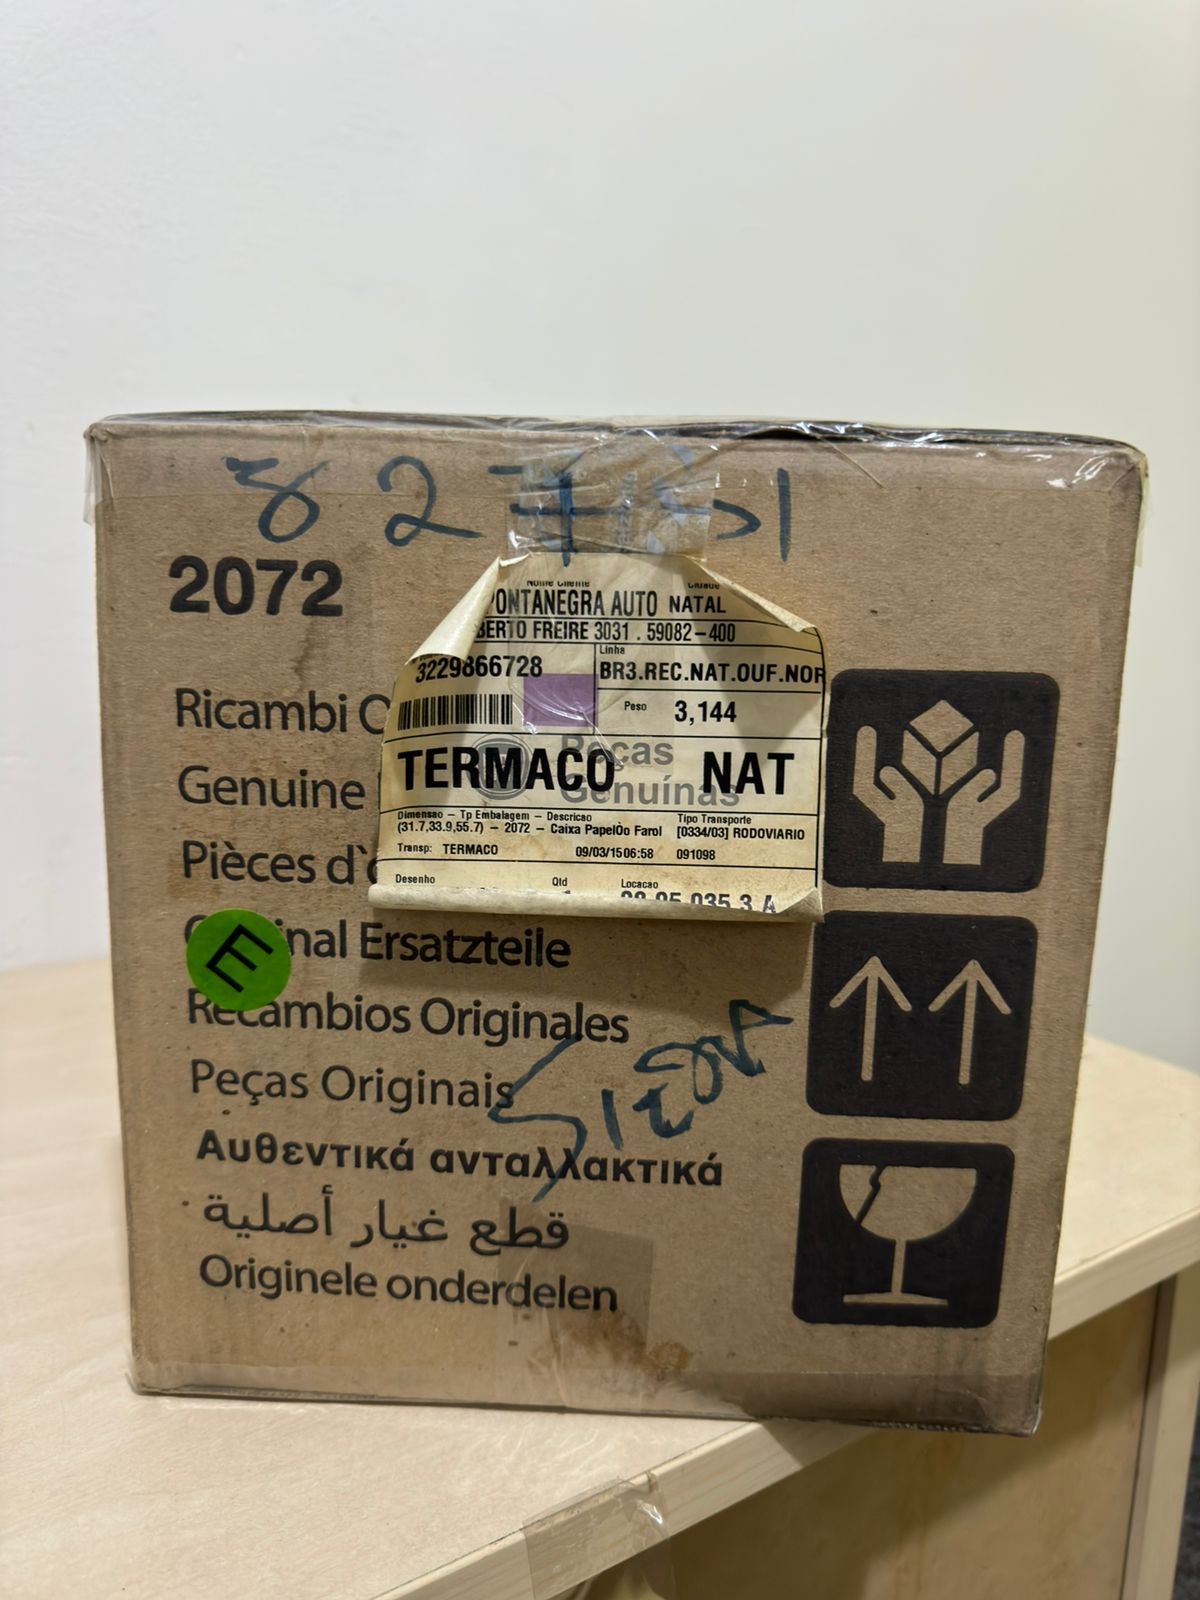 2072
Nome Cliente Cidade
PONTANEGRA AUTO NATAL
BERTO FREIRE 3031 . 59082-400
3229866728
Linha
BR3.REC.NAT.OUF.NOR
Peso 3,144
Peças
Genuínas
TERMACO NAT
Dimensao - Tp Embalagem - Descricao Tipo Transporte
(31.7,33.9,55.7) - 2072 - Caixa PapelÒo Farol [0334/03] RODOVIARIO
Transp: TERMACO 09/03/15 06:58 091098
Desenho Qtd Locacao
Ricambi O
Genuine
Pièces d`o
inal Ersatzteile
E
Recambios Originales
Peças Originais
Αυθεντικά ανταλλακτικά
قطع غيار أصلية
Originele onderdelen